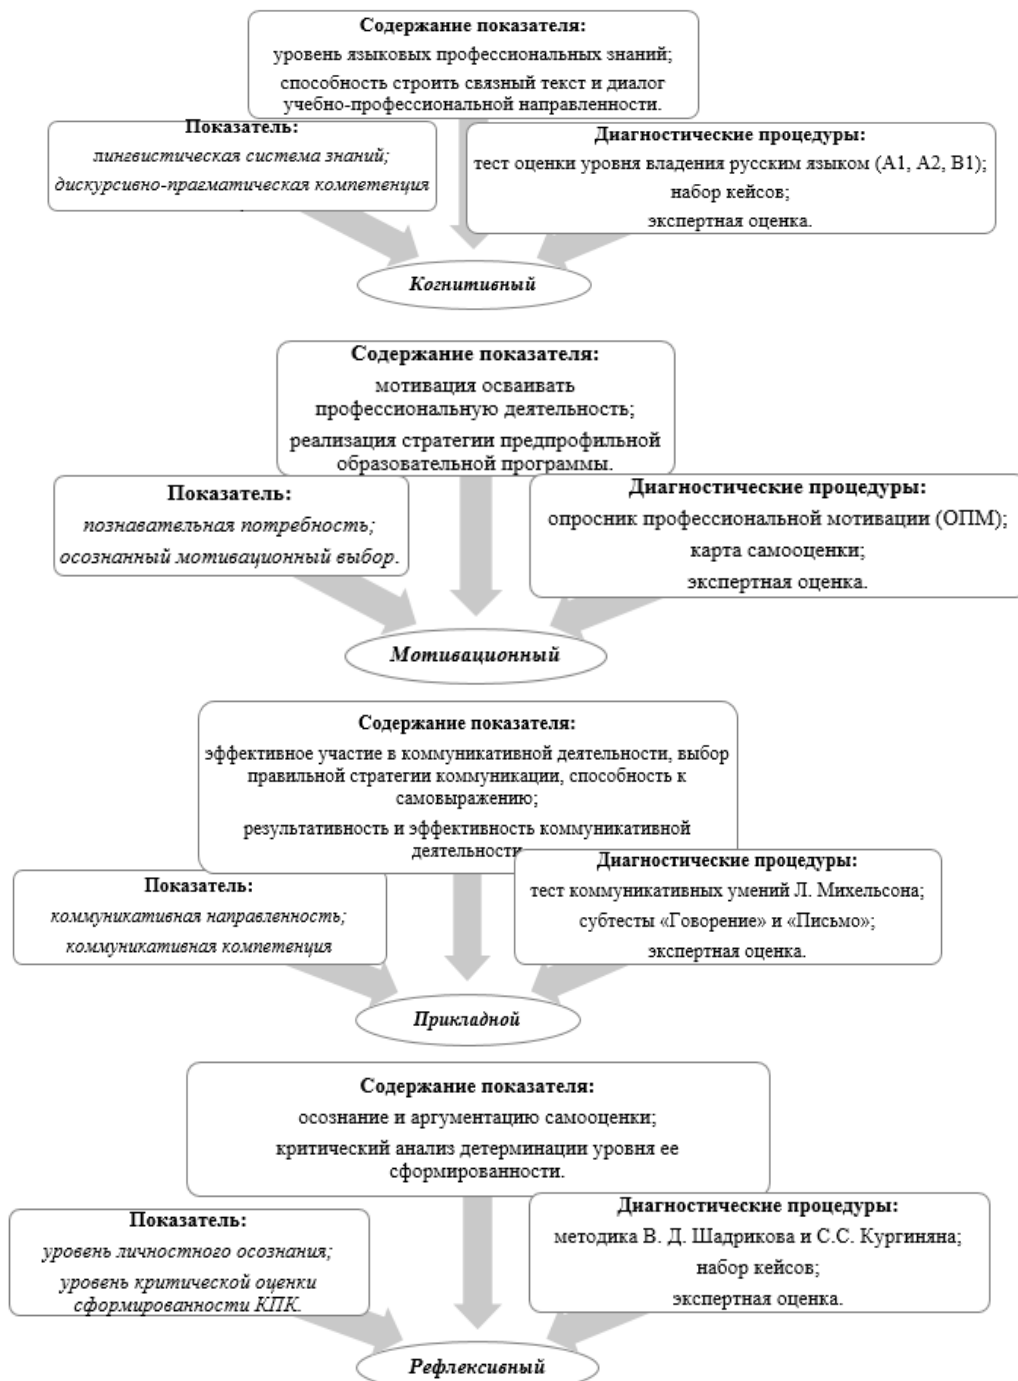 Содержание показателя:
уровень языковых профессиональных знаний;
способность строить связный текст и диалог
учебно-профессиональной направленности.
Показатель:
лингвистическая система знаний;
дискурсивно-прагматическая компетенция
Диагностические процедуры:
тест оценки уровня владения русским языком (А1, А2, В1);
набор кейсов;
экспертная оценка.
Когнитивный
Содержание показателя:
мотивация осваивать
профессиональную деятельность;
реализация стратегии предпрофильной
образовательной программы.
Показатель:
познавательная потребность;
осознанный мотивационный выбор.
Диагностические процедуры:
опросник профессиональной мотивации (ОПМ);
карта самооценки;
экспертная оценка.
Мотивационный
Содержание показателя:
эффективное участие в коммуникативной деятельности, выбор
правильной стратегии коммуникации, способность к
самовыражению;
результативность и эффективность коммуникативной
деятельности
Показатель:
коммуникативная направленность;
коммуникативная компетенция
Диагностические процедуры:
тест коммуникативных умений Л. Михельсона;
субтесты «Говорение» и «Письмо»;
экспертная оценка.
Прикладной
Содержание показателя:
осознание и аргументацию самооценки;
критический анализ детерминации уровня ее
сформированности.
Показатель:
уровень личностного осознания;
уровень критической оценки
сформированности КПК.
Диагностические процедуры:
методика В. Д. Шадрикова и С.С. Кургиняна;
набор кейсов;
экспертная оценка.
Рефлексивный